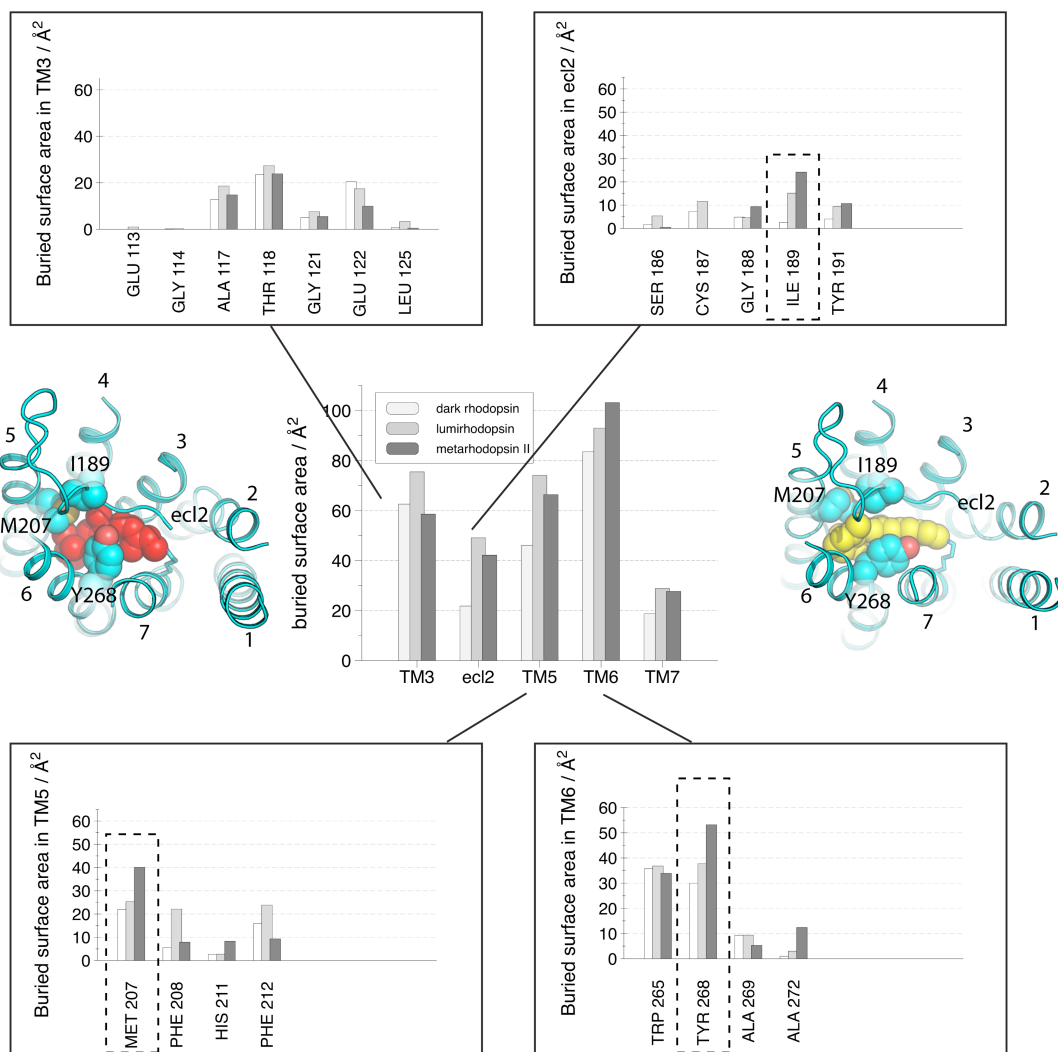 Buried surface area in TM3 / Å²
60
40
20
0
GLU 113
GLY 114
ALA 117
THR 118
GLY 121
GLU 122
LEU 125
Buried surface area in ecl2 / Å²
60
50
40
30
20
10
0
SER 186
CYS 187
GLY 188
ILE 189
TYR 191
4
5
3
I189
2
M207
ecl2
6
Y268
7
1
buried surface area / Å²
100
80
60
40
20
0
dark rhodopsin
lumirhodopsin
metarhodopsin II
TM3
ecl2
TM5
TM6
TM7
4
5
3
I189
2
M207
ecl2
6
Y268
7
1
Buried surface area in TM5 / Å²
60
50
40
30
20
10
0
MET 207
PHE 208
HIS 211
PHE 212
Buried surface area in TM6 / Å²
60
50
40
30
20
10
0
TRP 265
TYR 268
ALA 269
ALA 272